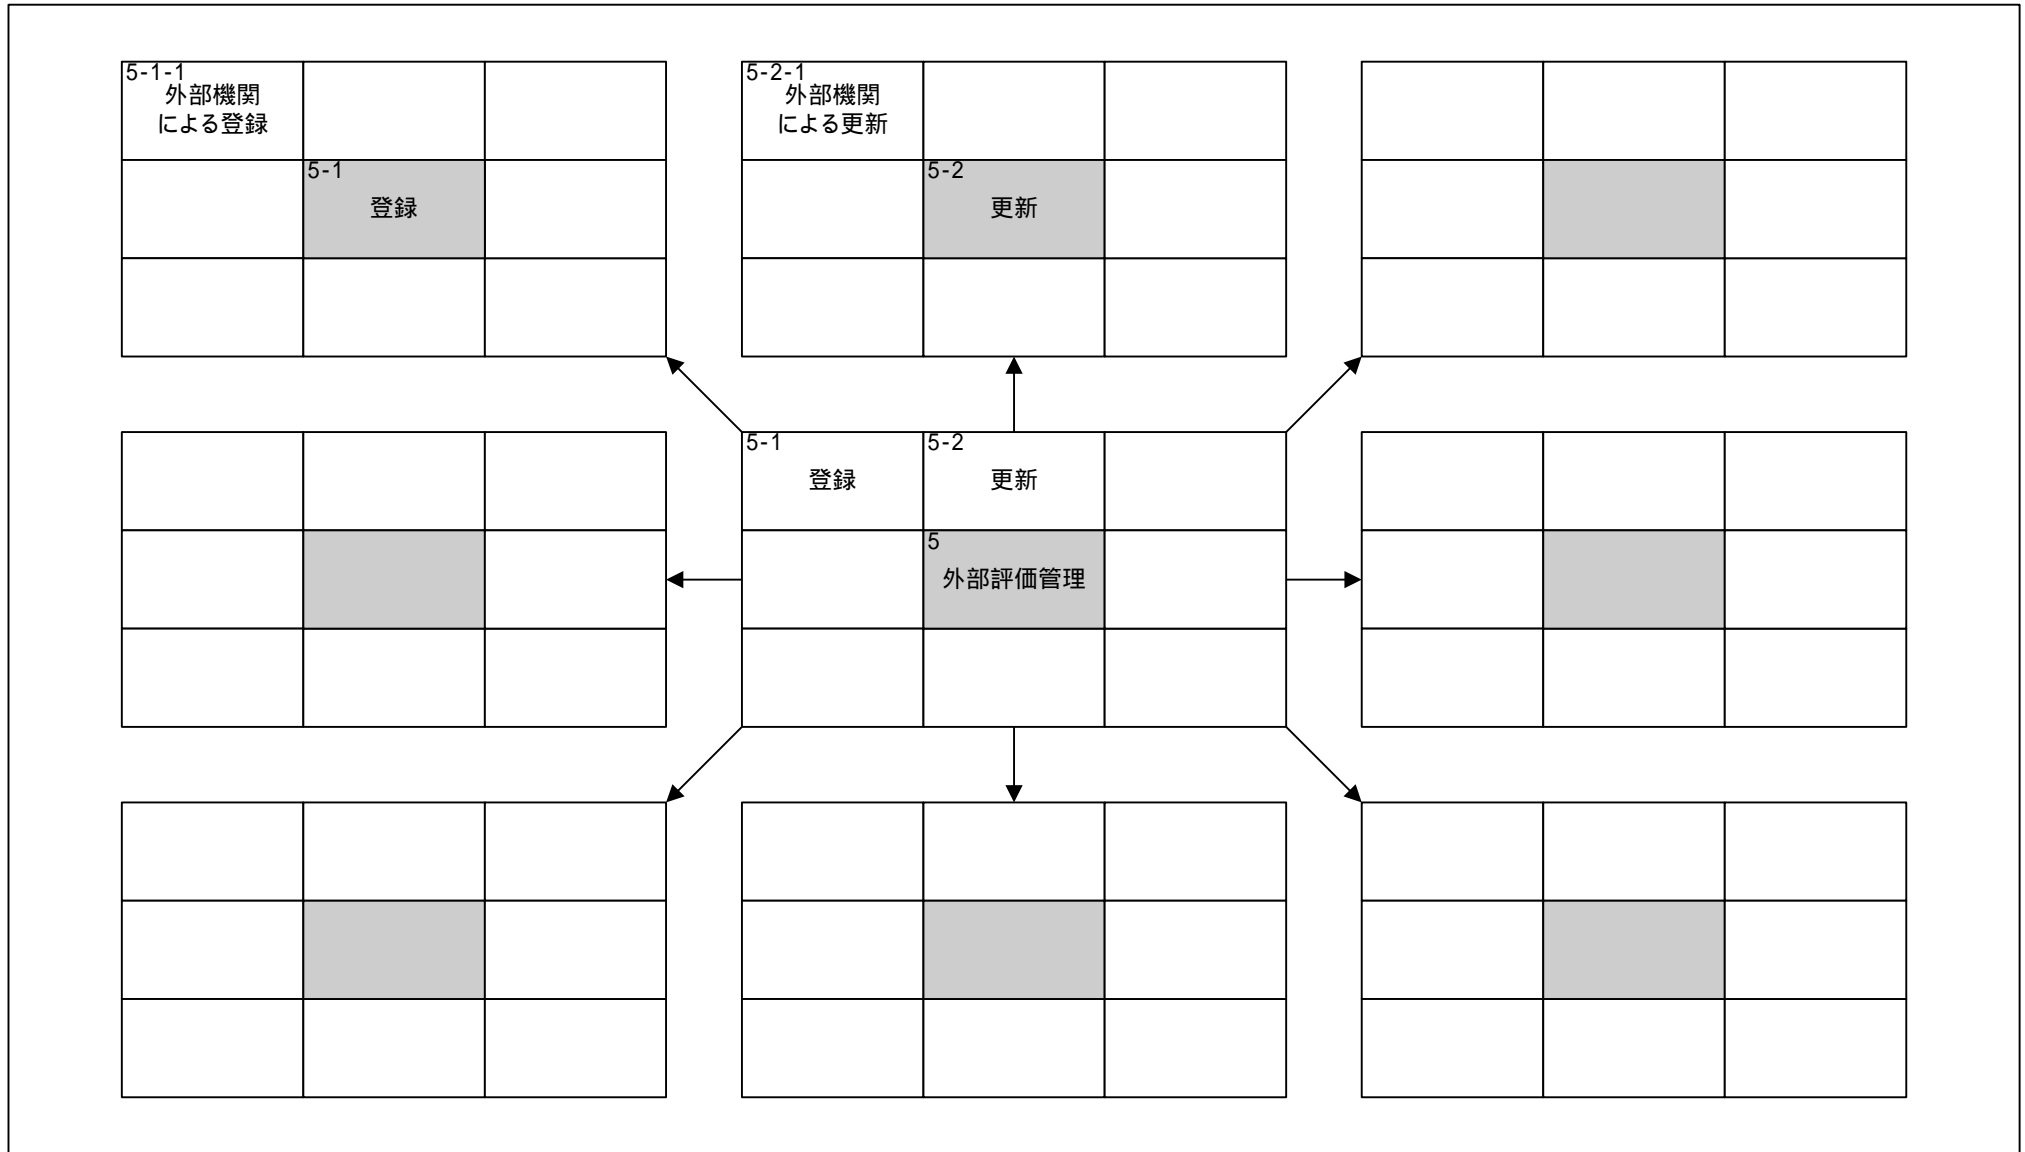 5-1-1
外部機関
による登録
5-1
登録
5-2-1
外部機関
による更新
5-2
更新
5-1
登録
5-2
更新
5
外部評価管理